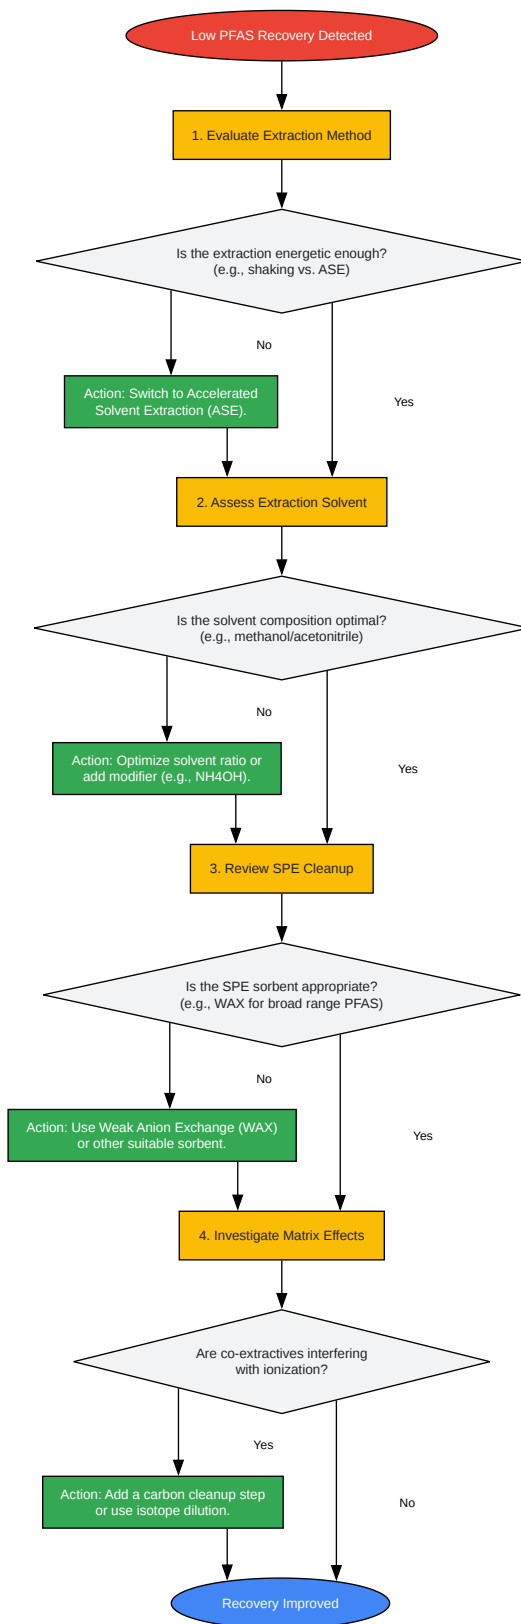 Low PFAS Recovery Detected
1. Evaluate Extraction Method
Is the extraction energetic enough?
(e.g., shaking vs. ASE)
No
Action: Switch to Accelerated
Solvent Extraction (ASE).
Yes
2. Assess Extraction Solvent
Is the solvent composition optimal?
(e.g., methanol/acetonitrile)
No
Action: Optimize solvent ratio or
add modifier (e.g., NH4OH).
Yes
3. Review SPE Cleanup
Is the SPE sorbent appropriate?
(e.g., WAX for broad range PFAS)
No
Action: Use Weak Anion Exchange (WAX)
or other suitable sorbent.
Yes
4. Investigate Matrix Effects
Are co-extractives interfering
with ionization?
Yes
Action: Add a carbon cleanup step
or use isotope dilution.
No
Recovery Improved